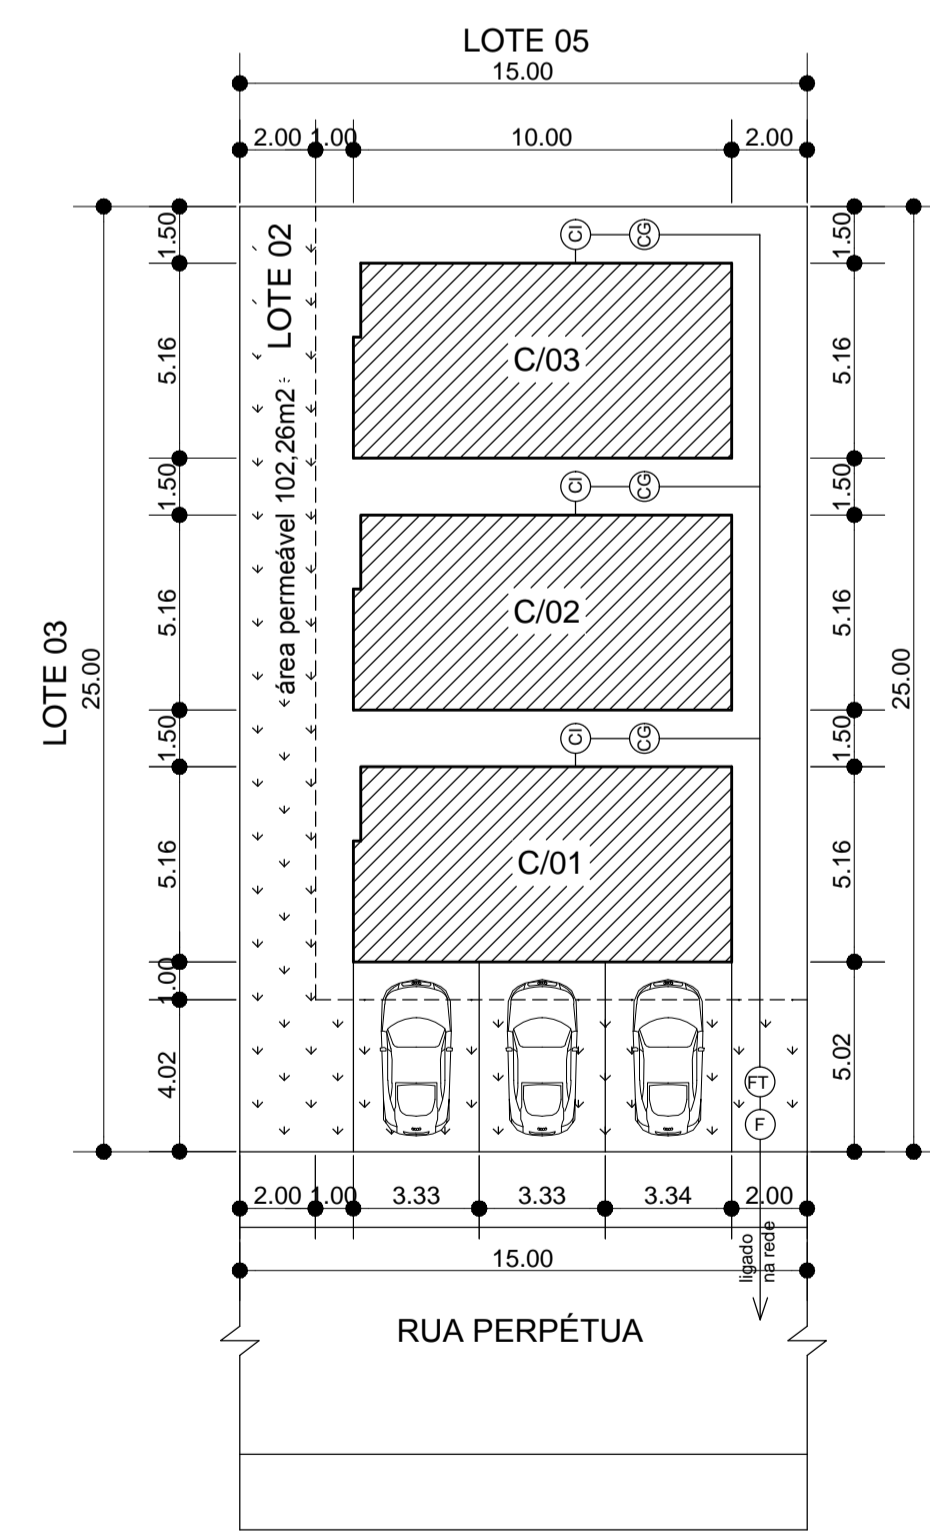 LOTE 05
15.00
2.00 1.00 10.00 2.00
LOTE 02
área permeável 102,26m2
LOTE 03
25.00
1.50
5.16
1.50
5.16
1.50
5.16
1.00
4.02
CI CG
C/03
CI CG
C/02
CI CG
C/01
FT
F
1.50
5.16
1.50
5.16
1.50
5.16
5.02
25.00
2.00 1.00 3.33 3.33 3.34 2.00
15.00
ligado
na rede
RUA PERPÉTUA